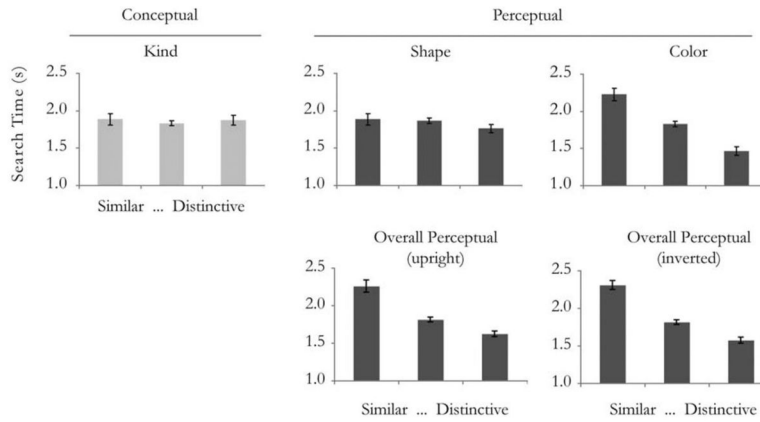 Conceptual
Perceptual
Kind
Shape
Color
Search Time (s)
2.5
2.0
1.5
1.0
2.5
2.0
1.5
1.0
2.5
2.0
1.5
1.0
Similar ... Distinctive
Overall Perceptual
(upright)
Overall Perceptual
(inverted)
2.5
2.0
1.5
1.0
2.5
2.0
1.5
1.0
Similar ... Distinctive
Similar ... Distinctive